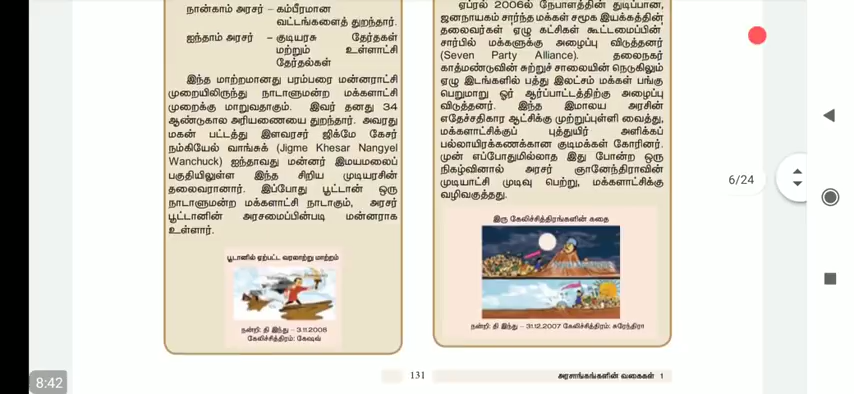 நான்காம் அரசர் – கம்பீரமான
வட்டங்களைத் துறந்தார்.
ஐந்தாம் அரசர் – குடியரசு தேர்தகள்
மற்றும் உள்ளாட்சி
தேர்தல்கள்
இந்த மாற்றமானது பரம்பரை மன்னராட்சி
முறையிலிருந்து நாடாளுமன்ற மக்களாட்சி
முறைக்கு மாறுவதாகும். இவர் தனது 34
ஆண்டுகால அரியணையை துறந்தார். அவரது
மகன் பட்டத்து இளவரசர் ஜிக்மே கேசர்
நம்கியேல் வாங்சுக் (Jigme Khesar Nangyel
Wanchuck) ஐந்தாவது மன்னர் இமயமலைப்
பகுதியிலுள்ள இந்த சிறிய முடியரசின்
தலைவரானார். இப்போது பூட்டான் ஒரு
நாடாளுமன்ற மக்களாட்சி நாடாகும், அரசர்
பூட்டானின் அரசமைப்பின்படி மன்னராக
உள்ளார்.
பூடானில் ஏற்பட்ட வரலாற்று மாற்றம்
நன்றி: தி இந்து – 3.11.2008
கேலிச்சித்திரம்: கேஷவ்
ஏப்ரல் 2006ல் நேபாளத்தின் துடிப்பான,
ஜனநாயகம் சார்ந்த மக்கள் சமூக இயக்கத்தின்
தலைவர்கள் ஏழு கட்சிகள் கூட்டமைப்பின்
சார்பில் மக்களுக்கு அழைப்பு விடுத்தனர்
(Seven Party Alliance). தலைநகர்
காத்மண்டுவின் சுற்றுச் சாலையின் நெடுகிலும்
ஏழு இடங்களில் பத்து இலட்சம் மக்கள் பங்கு
பெறுமாறு ஓர் ஆர்ப்பாட்டத்திற்கு அழைப்பு
விடுத்தனர். இந்த இமாலய அரசின்
எதேச்சதிகார ஆட்சிக்கு முற்றுப்புள்ளி வைத்து,
மக்களாட்சிக்குப் புத்துயிர் அளிக்கப்
பல்லாயிரக்கணக்கான குடிமக்கள் கோரினர்.
முன் எப்போதுமில்லாத இது போன்ற ஒரு
நிகழ்வினால் அரசர் ஞானேந்திராவின்
முடியாட்சி முடிவு பெற்று, மக்களாட்சிக்கு
வழிவகுத்தது.
இரு கேலிச்சித்திரங்களின் கதை
நன்றி: தி இந்து – 31.12.2007 கேலிச்சித்திரம்: சுரேந்திரா
131
அரசாங்கங்களின் வகைகள் 1
6/24
8:42